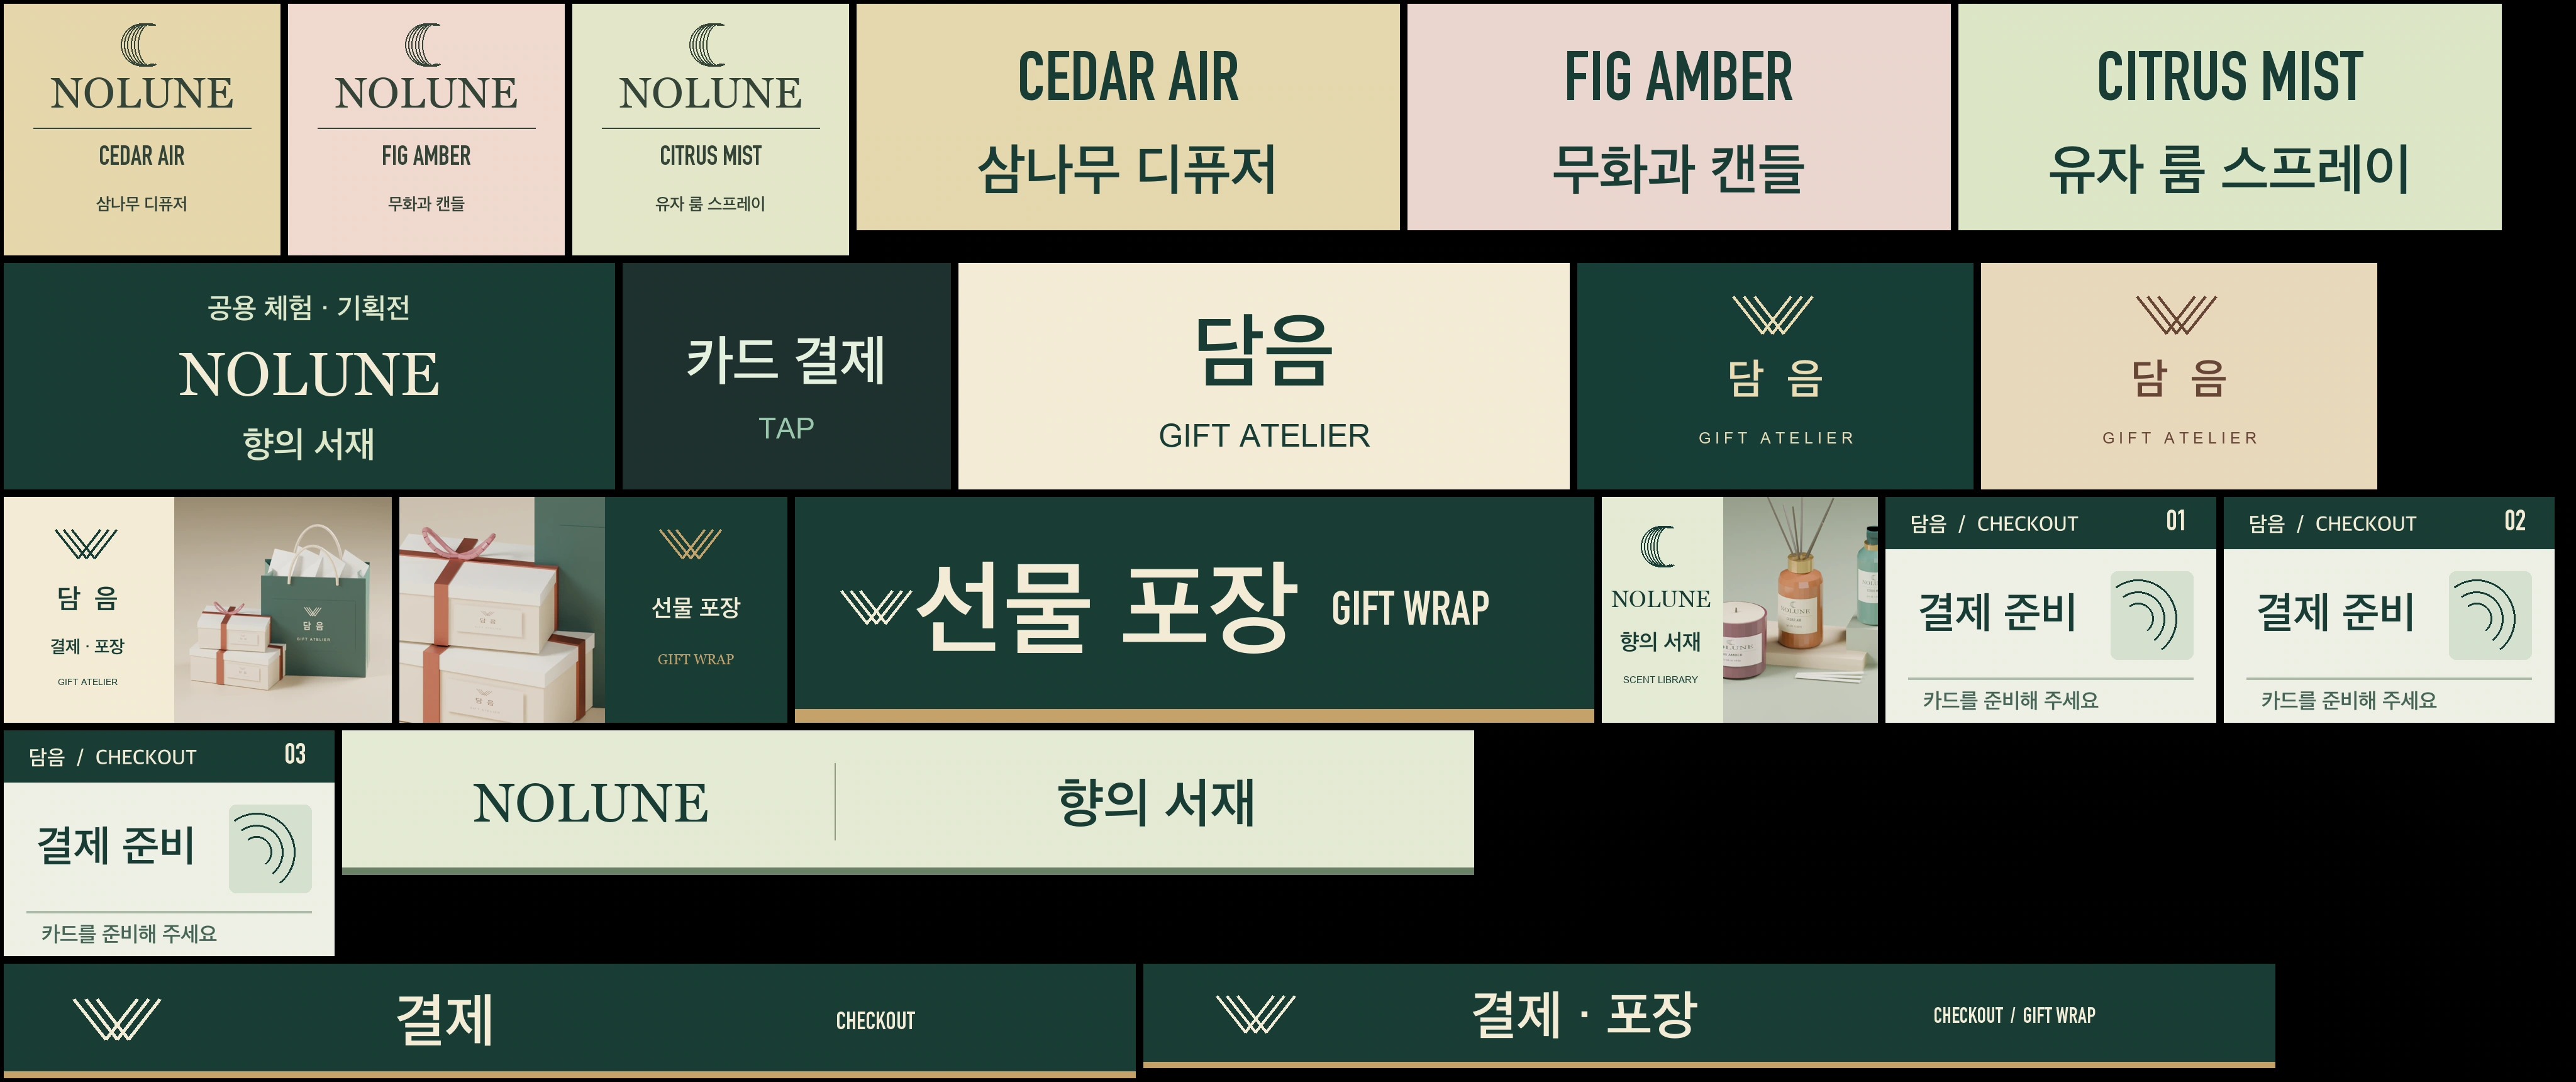 NOLUNE
CEDAR AIR
삼나무 디퓨저
NOLUNE
FIG AMBER
무화과 캔들
NOLUNE
CITRUS MIST
유자 룸 스프레이
CEDAR AIR
삼나무 디퓨저
FIG AMBER
무화과 캔들
CITRUS MIST
유자 룸 스프레이
공용 체험 · 기획전
NOLUNE
향의 서재
카드 결제
TAP
담음
GIFT ATELIER
담 음
GIFT ATELIER
담 음
GIFT ATELIER
담 음
결제 · 포장
GIFT ATELIER
담 음
GIFT ATELIER
담 음
담 음
선물 포장
GIFT WRAP
선물 포장 GIFT WRAP
NOLUNE
향의 서재
SCENT LIBRARY
NOLUNE
담음 / CHECKOUT 01
결제 준비
카드를 준비해 주세요
담음 / CHECKOUT 02
결제 준비
카드를 준비해 주세요
담음 / CHECKOUT 03
결제 준비
카드를 준비해 주세요
NOLUNE 향의 서재
결제 CHECKOUT
결제 · 포장 CHECKOUT / GIFT WRAP